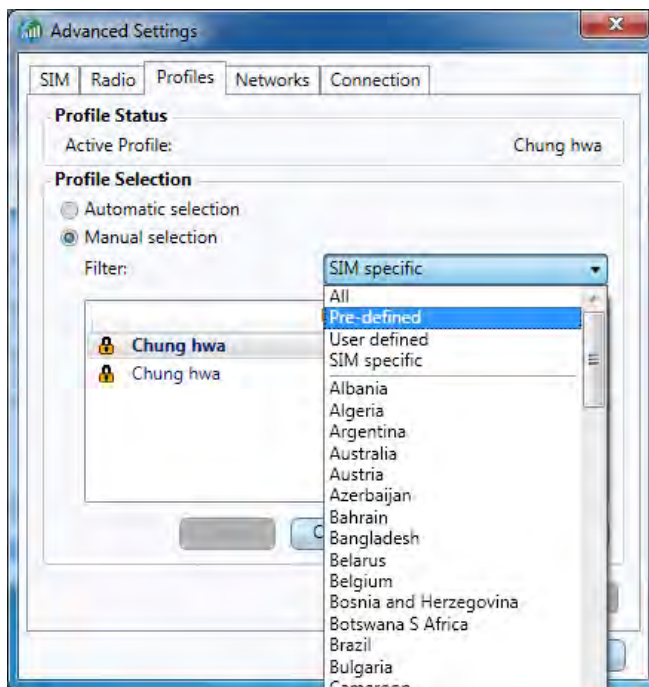 Advanced Settings
SIM Radio Profiles Networks Connection
Profile Status
Active Profile: Chung hwa
Profile Selection
Automatic selection
Manual selection
Filter: SIM specific
All
Pre-defined
User defined
SIM specific
Chung hwa
Chung hwa
Albania
Algeria
Argentina
Australia
Austria
Azerbaijan
Bahrain
Bangladesh
Belarus
Belgium
Bosnia and Herzegovina
Botswana S Africa
Brazil
Bulgaria